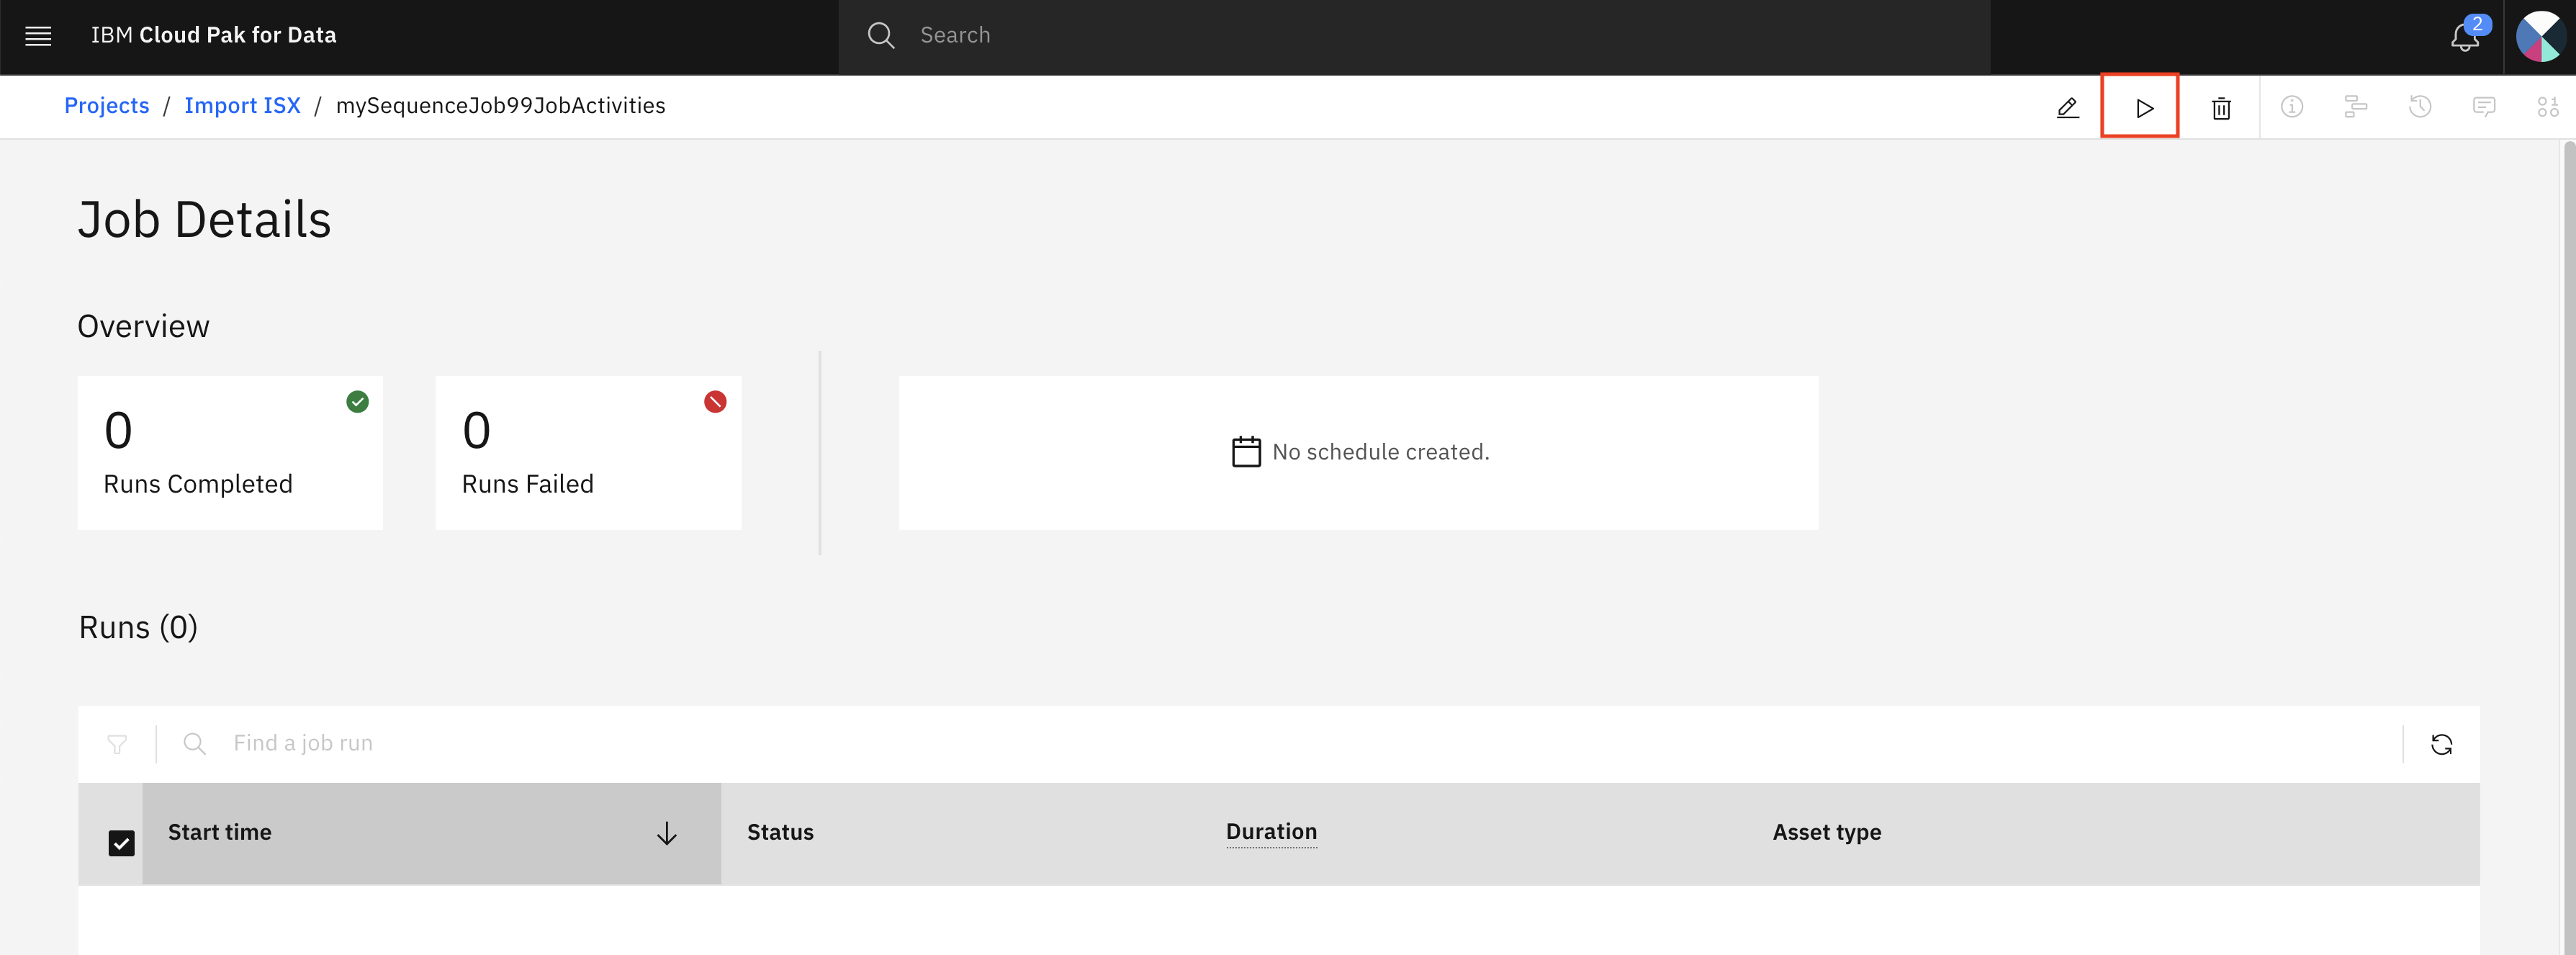 IBM Cloud Pak for Data
Search
2
Projects / Import ISX / mySequenceJob99JobActivities
Job Details
Overview
0
Runs Completed
0
Runs Failed
No schedule created.
Runs (0)
Find a job run
Start time
Status
Duration
Asset type